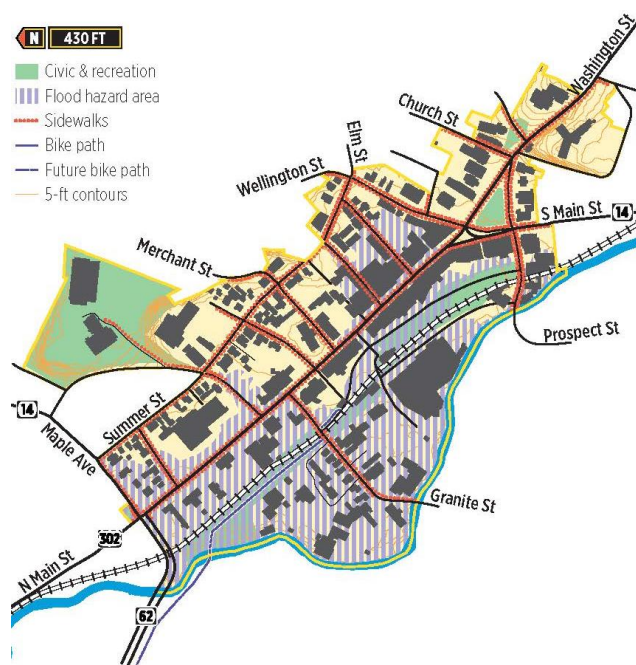 N 430 FT
Civic & recreation
Flood hazard area
Sidewalks
Bike path
Future bike path
5-ft contours
Washington St
Church St
Elm St
Wellington St
S Main St
14
Merchant St
Prospect St
14
Summer St
Maple Ave
Granite St
302
N Main St
62